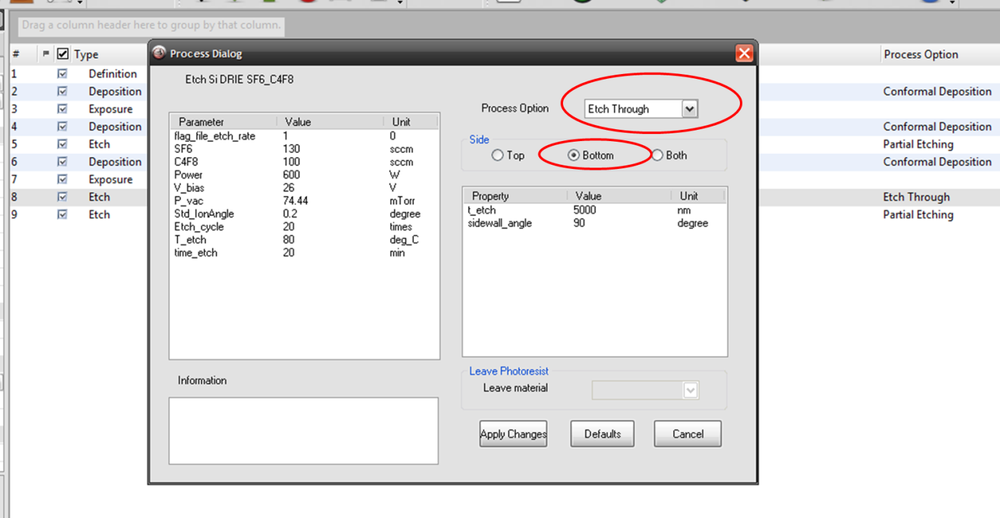 Drag a column header here to group by that column.
# Type Process Option
1 Definition
2 Deposition Conformal Deposition
3 Exposure
4 Deposition Conformal Deposition
5 Etch Partial Etching
6 Deposition Conformal Deposition
7 Exposure
8 Etch Etch Through
9 Etch Partial Etching
Process Dialog
Etch Si DRIE SF6_C4F8
Parameter Value Unit
flag_file_etch_rate 1 0
SF6 130 sccm
C4F8 100 sccm
Power 600 W
V_bias 26 V
P_vac 74.44 mTorr
Std_IonAngle 0.2 degree
Etch_cycle 20 times
T_etch 80 deg_C
time_etch 20 min
Information
Process Option Etch Through
Side
Top Bottom Both
Property Value Unit
t_etch 5000 nm
sidewall_angle 90 degree
Leave Photoresist
Leave material
Apply Changes Defaults Cancel